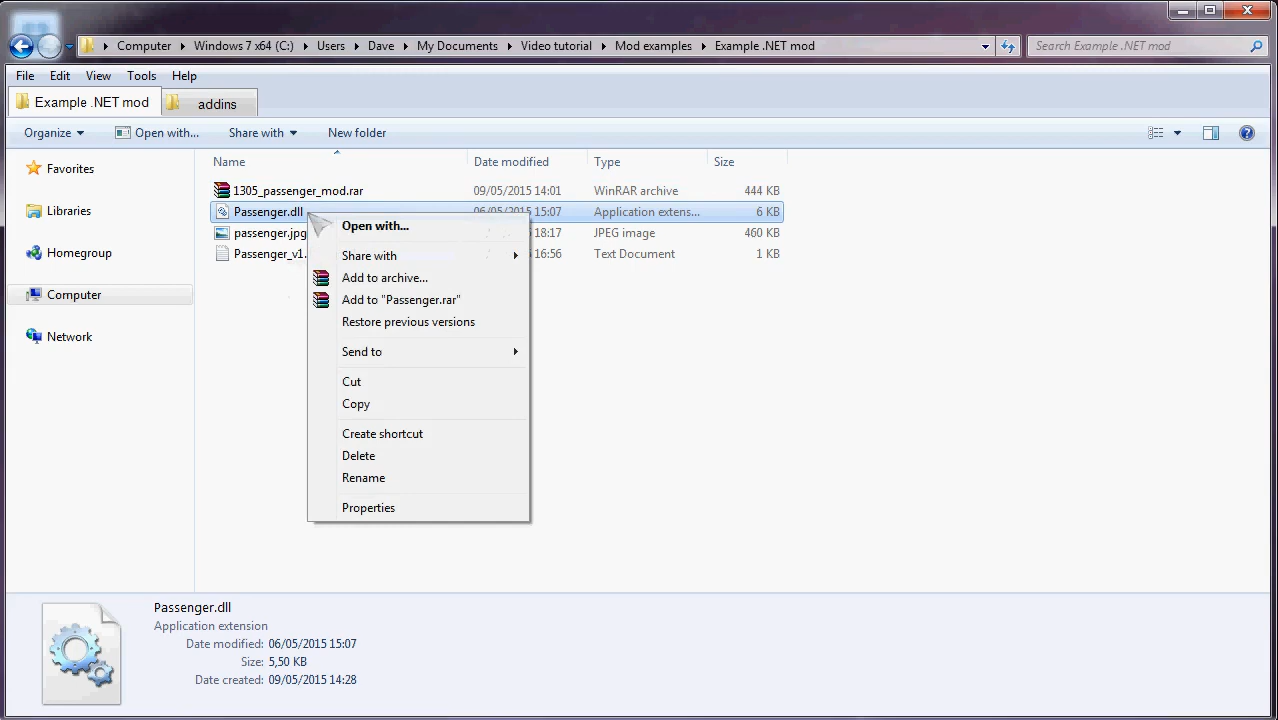 Computer Windows 7 x64 (C:) Users Dave My Documents Video tutorial Mod examples Example .NET mod Search Example .NET mod
File Edit View Tools Help
Example .NET mod addins
Organize Open with... Share with New folder
Name Date modified Type Size
Favorites
Libraries
Homegroup
Computer
Network
1305_passenger_mod.rar 09/05/2015 14:01 WinRAR archive 444 KB
Passenger.dll 06/05/2015 15:07 Application extens... 6 KB
passenger.jpg 18:17 JPEG image 460 KB
Passenger_v1. 16:56 Text Document 1 KB
Open with...
Share with
Add to archive...
Add to "Passenger.rar"
Restore previous versions
Send to
Cut
Copy
Create shortcut
Delete
Rename
Properties
Passenger.dll
Application extension
Date modified: 06/05/2015 15:07
Size: 5,50 KB
Date created: 09/05/2015 14:28